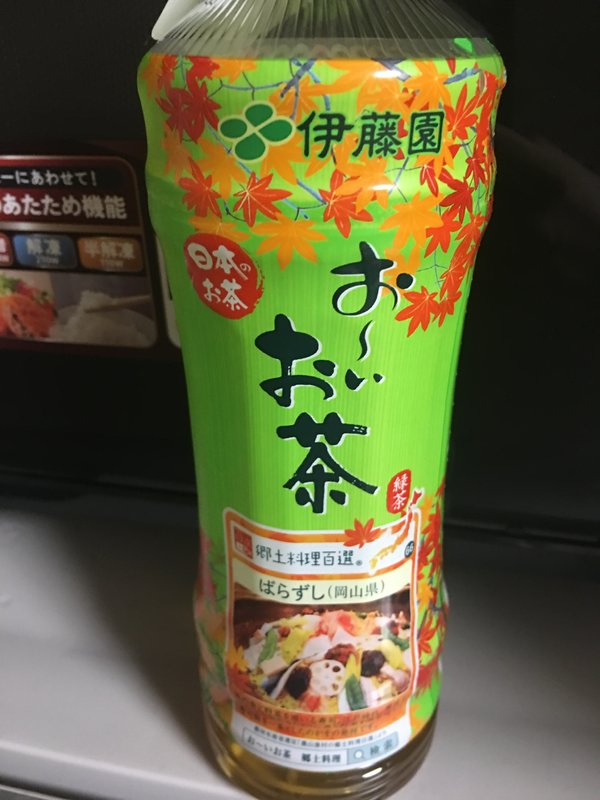 伊藤園
日本の
お茶
お～い
お茶
緑茶
郷土料理百選®
ばらずし(岡山県)
お～いお茶 郷土料理 検索
ーにあわせて!
あたため機能
解凍
半解凍